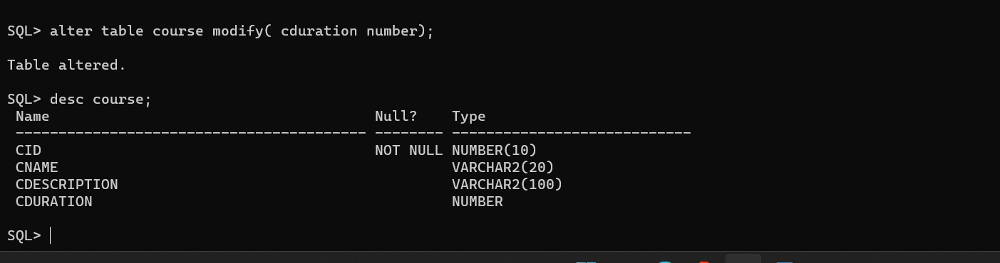 SQL> alter table course modify( cduration number);
Table altered.
SQL> desc course;
Name Null? Type
----------------------------------------- -------- ----------------------------
CID NOT NULL NUMBER(10)
CNAME VARCHAR2(20)
CDESCRIPTION VARCHAR2(100)
CDURATION NUMBER
SQL>